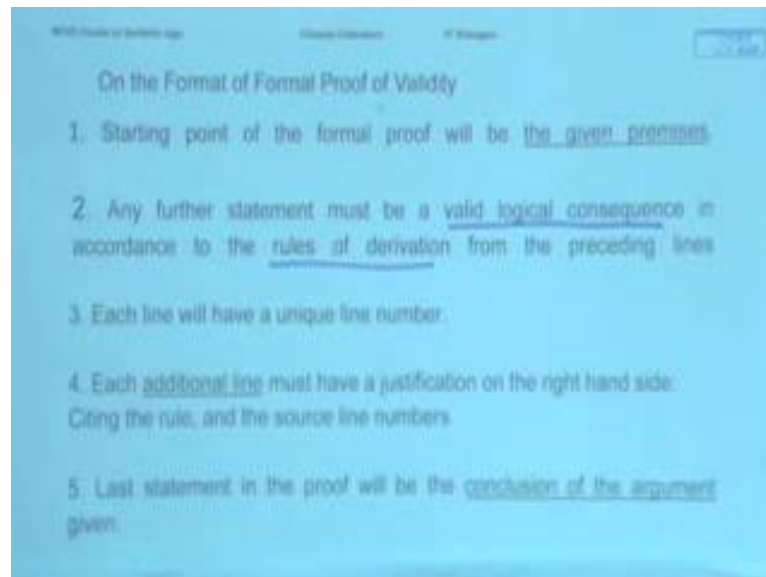 On the Format of Formal Proof of Validity
1. Starting point of the formal proof will be the given premises
2. Any further statement must be a valid logical consequence in
accordance to the rules of derivation from the preceding lines
3. Each line will have a unique line number.
4. Each additional line must have a justification on the right hand side:
Citing the rule, and the source line numbers.
5. Last statement in the proof will be the conclusion of the argument
given.